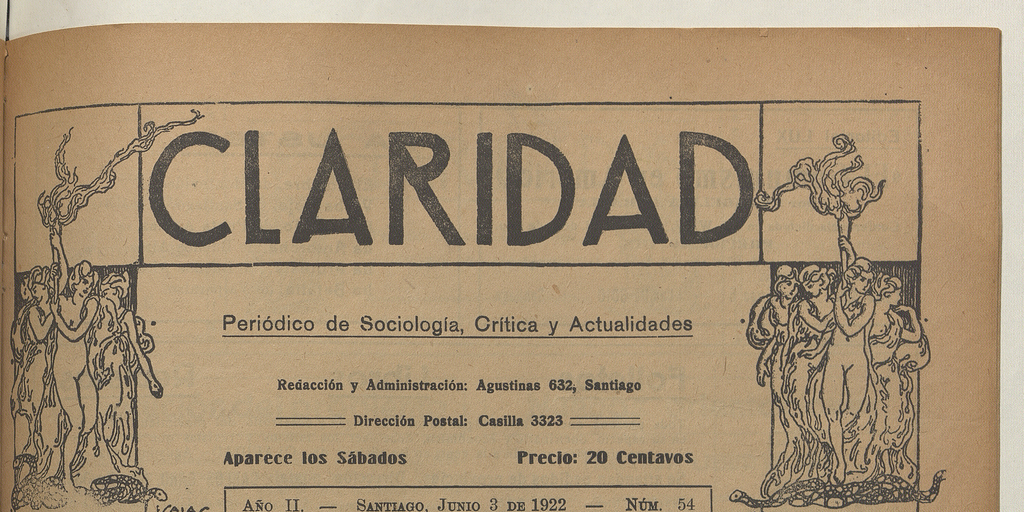 CLARIDAD
Periódico de Sociología, Crítica y Actualidades
Redacción y Administración: Agustinas 632, Santiago
Dirección Postal: Casilla 3323
Aparece los Sábados Precio: 20 Centavos
AÑO II. — SANTIAGO, JUNIO 3 DE 1922 — NÚM. 54